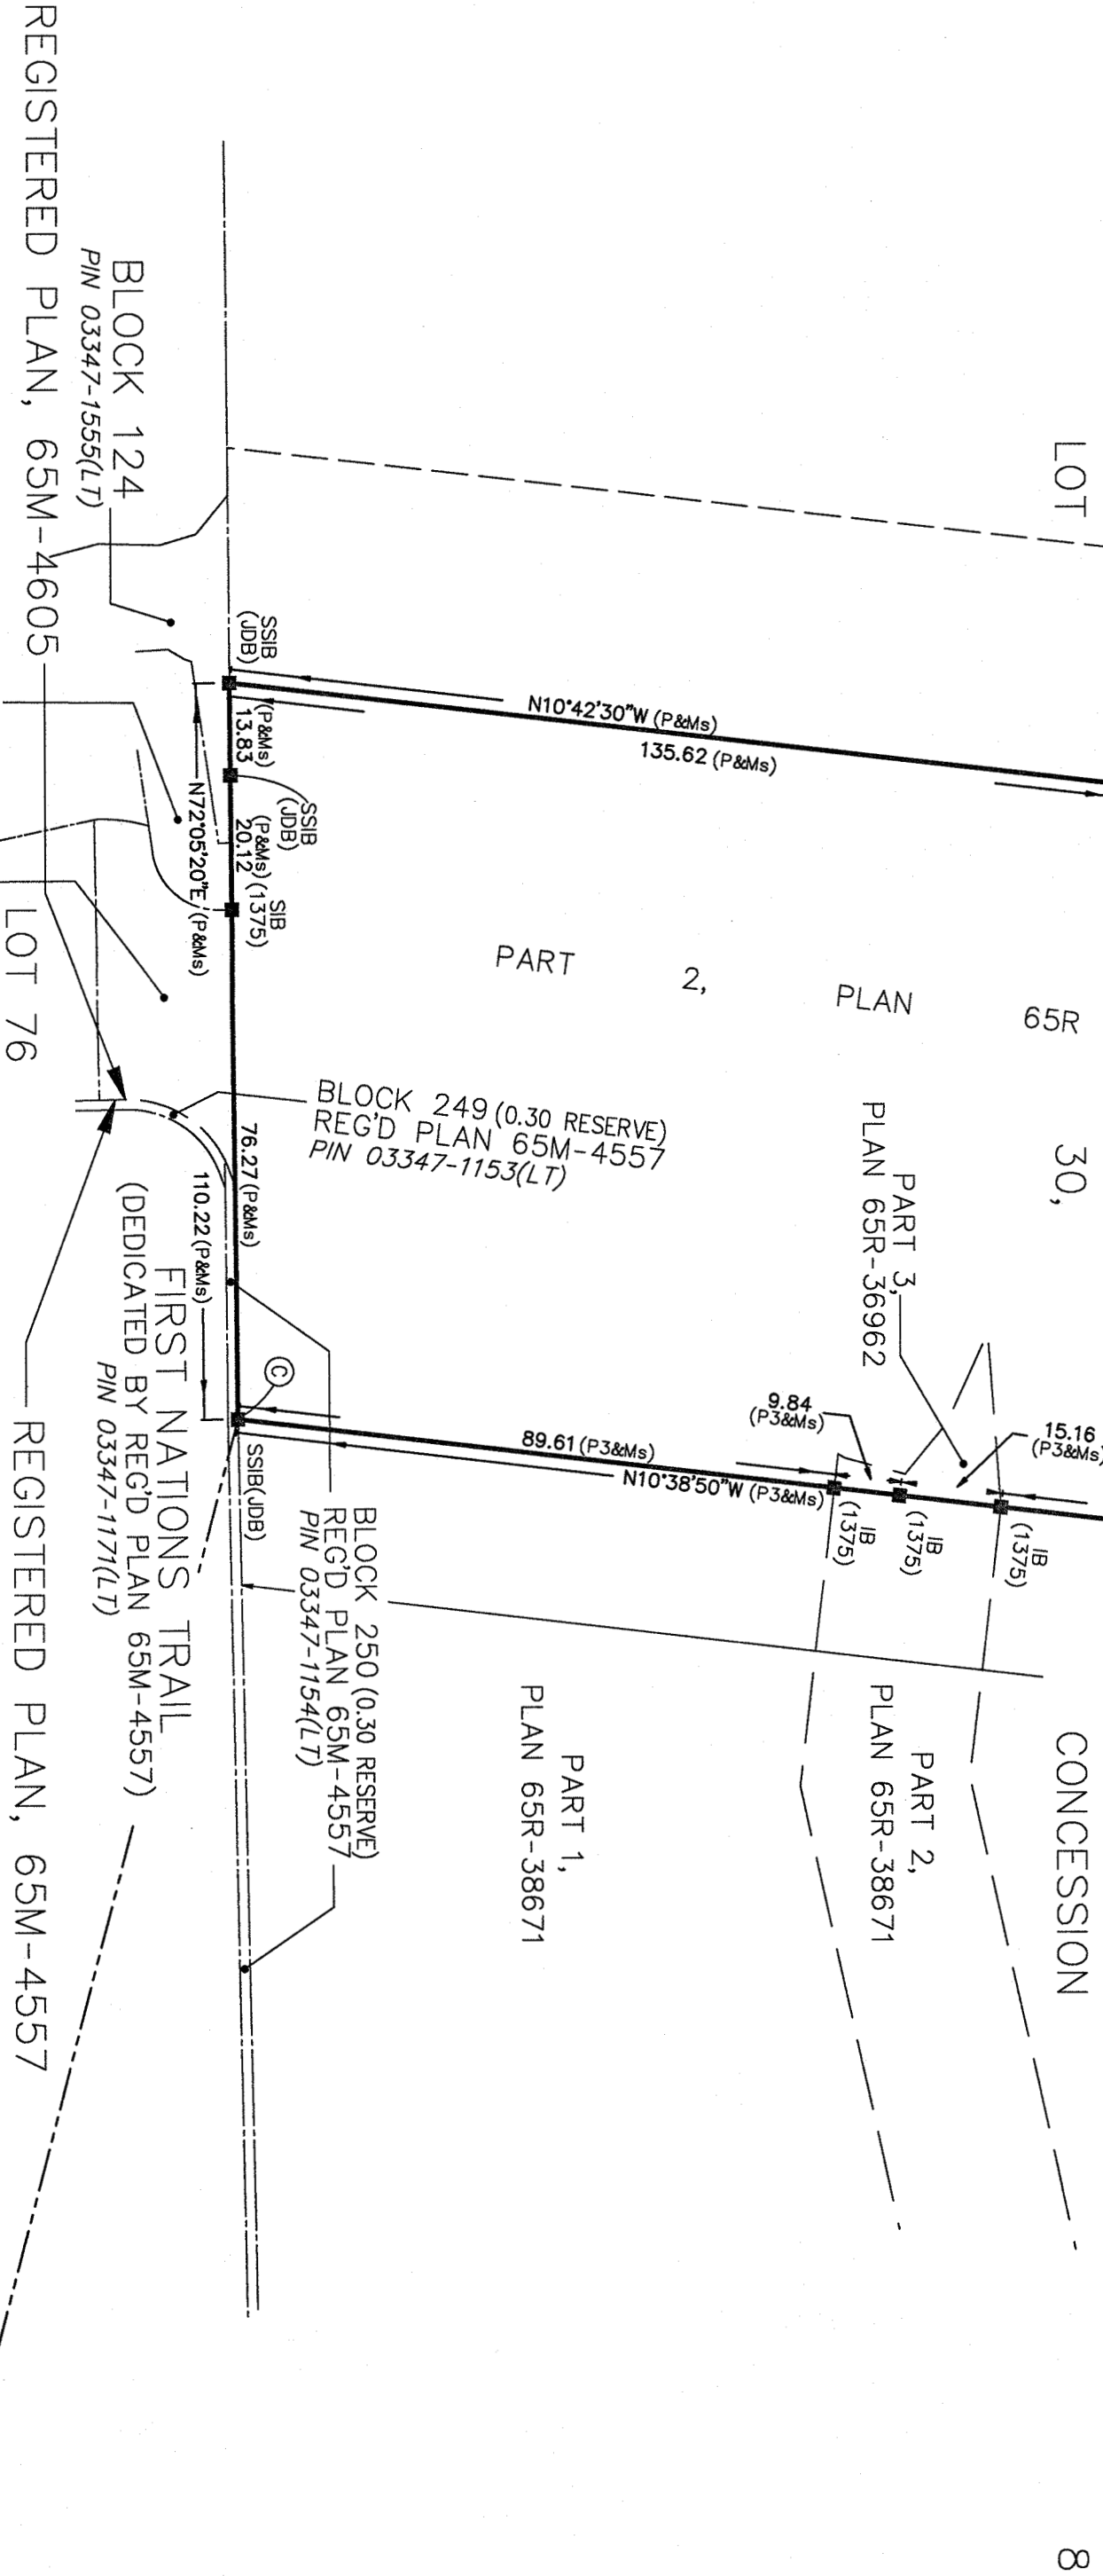 LOT
30,
CONCESSION
8
PART
2,
PLAN
65R
N10°42'30"W (P&Ms)
135.62 (P&Ms)
SSIB
(JDB)
(P&Ms)
13.83
SSIB
(JDB)
(P&Ms)
20.12
SIB
(1375)
N72°05'20"E (P&Ms)
76.27 (P&Ms)
110.22 (P&Ms)
BLOCK 249 (0.30 RESERVE)
REG'D PLAN 65M-4557
PIN 03347-1153(LT)
PART 3,
PLAN 65R-36962
9.84
(P3&Ms)
15.16
(P3&Ms)
89.61 (P3&Ms)
N10°38'50"W (P3&Ms)
IB
(1375)
IB
(1375)
IB
(1375)
C
SSIB(JDB)
BLOCK 250 (0.30 RESERVE)
REG'D PLAN 65M-4557
PIN 03347-1154(LT)
PART 1,
PLAN 65R-38671
PART 2,
PLAN 65R-38671
FIRST NATIONS TRAIL
(DEDICATED BY REG'D PLAN 65M-4557)
PIN 03347-1171(LT)
BLOCK 124
PIN 03347-1555(LT)
REGISTERED PLAN, 65M-4605
LOT 76
REGISTERED PLAN, 65M-4557